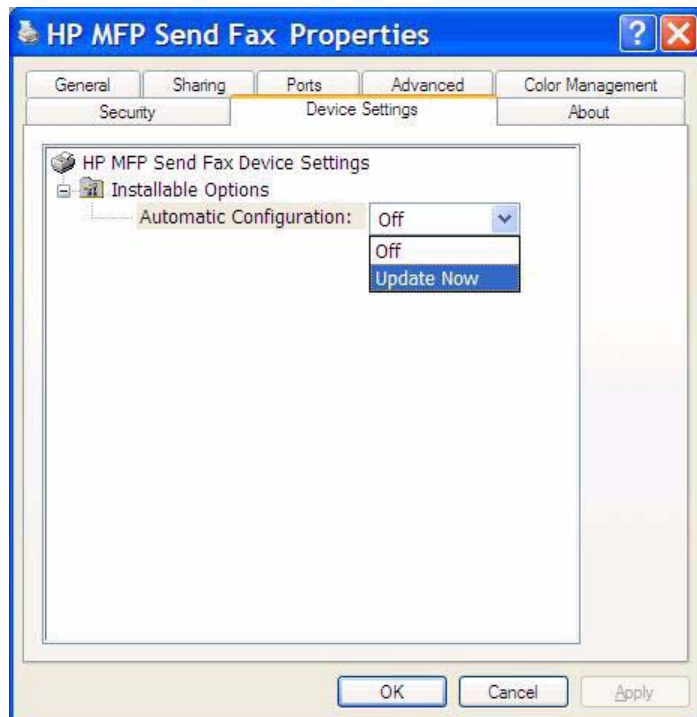 HP MFP Send Fax Properties
General Sharing Ports Advanced Color Management
Security Device Settings About
HP MFP Send Fax Device Settings
Installable Options
Automatic Configuration: Off
Off
Update Now
OK Cancel Apply